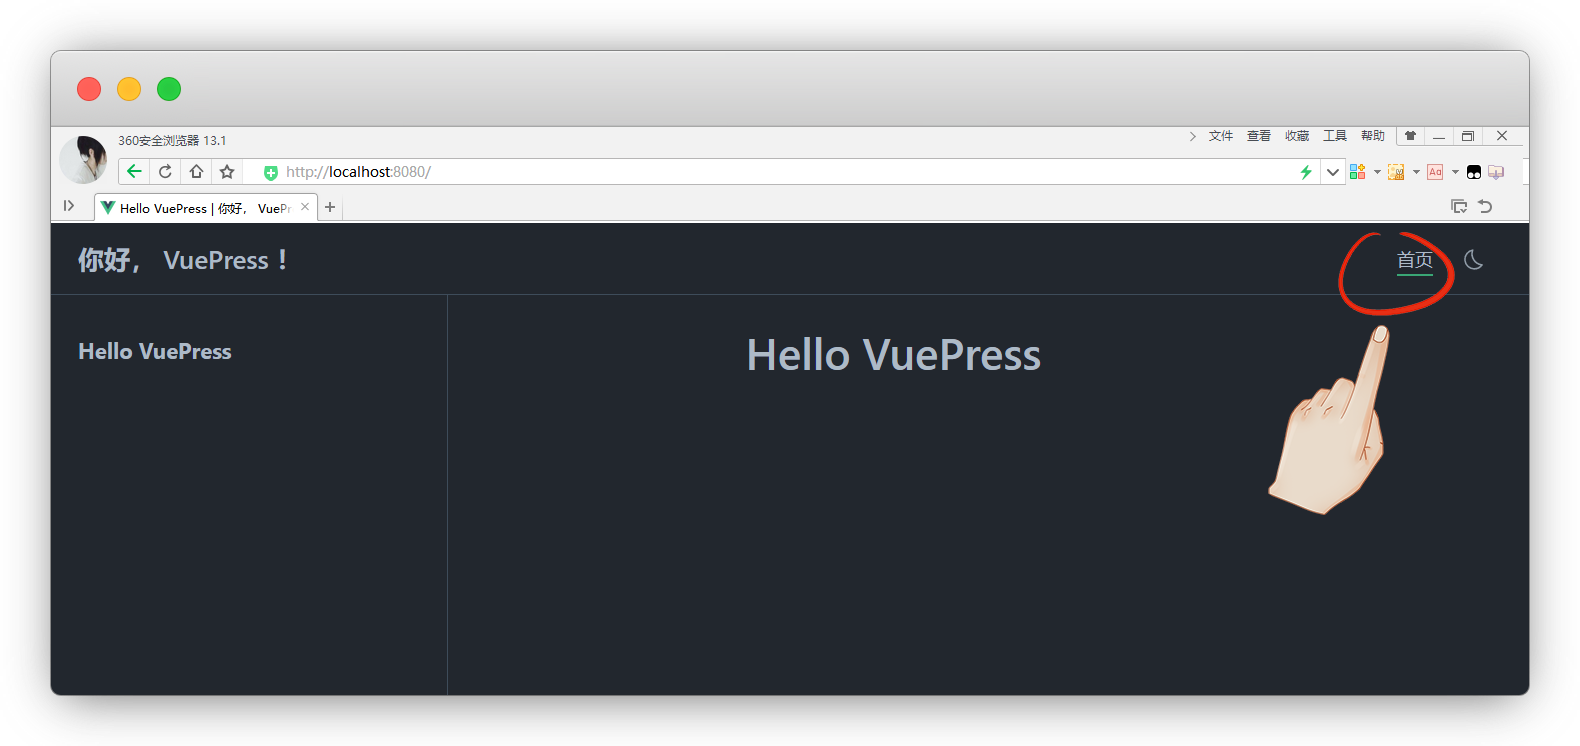 360安全浏览器 13.1
文件 查看 收藏 工具 帮助
http://localhost:8080/
Aa
Hello VuePress | 你好， VuePr
你好， VuePress！
首页
Hello VuePress
Hello VuePress